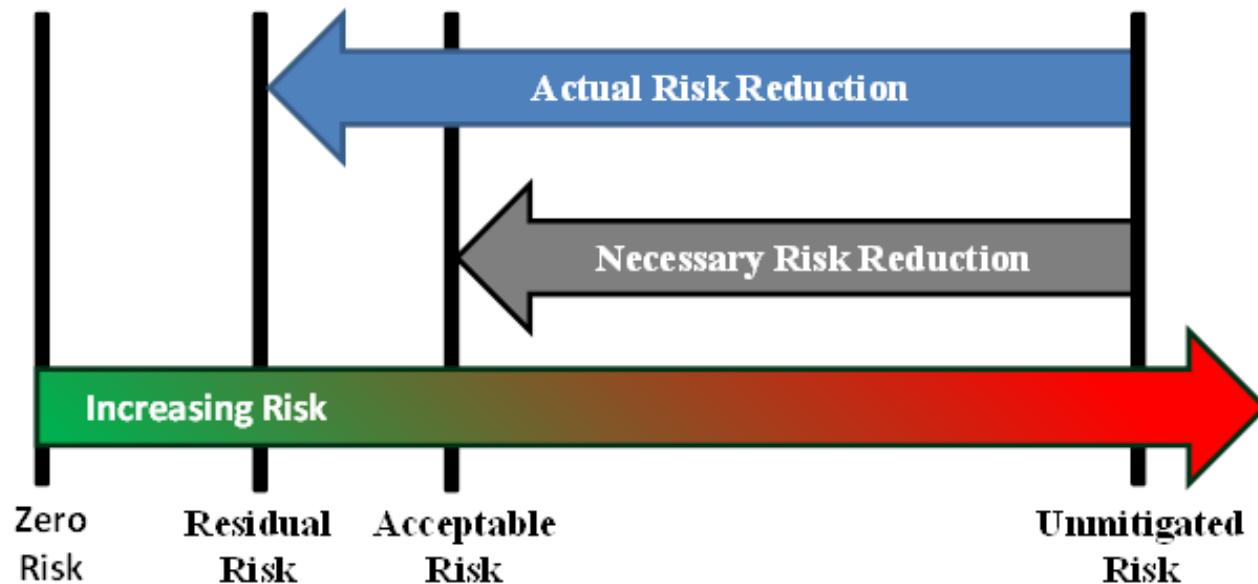 Actual Risk Reduction
Necessary Risk Reduction
Increasing Risk
Zero Risk
Residual Risk
Acceptable Risk
Unmitigated Risk